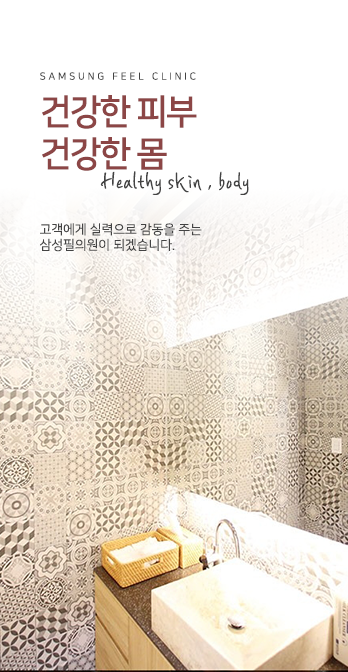 SAMSUNG FEEL CLINIC
건강한 피부
건강한 몸
Healthy skin , body
고객에게 실력으로 감동을 주는
삼성필의원이 되겠습니다.